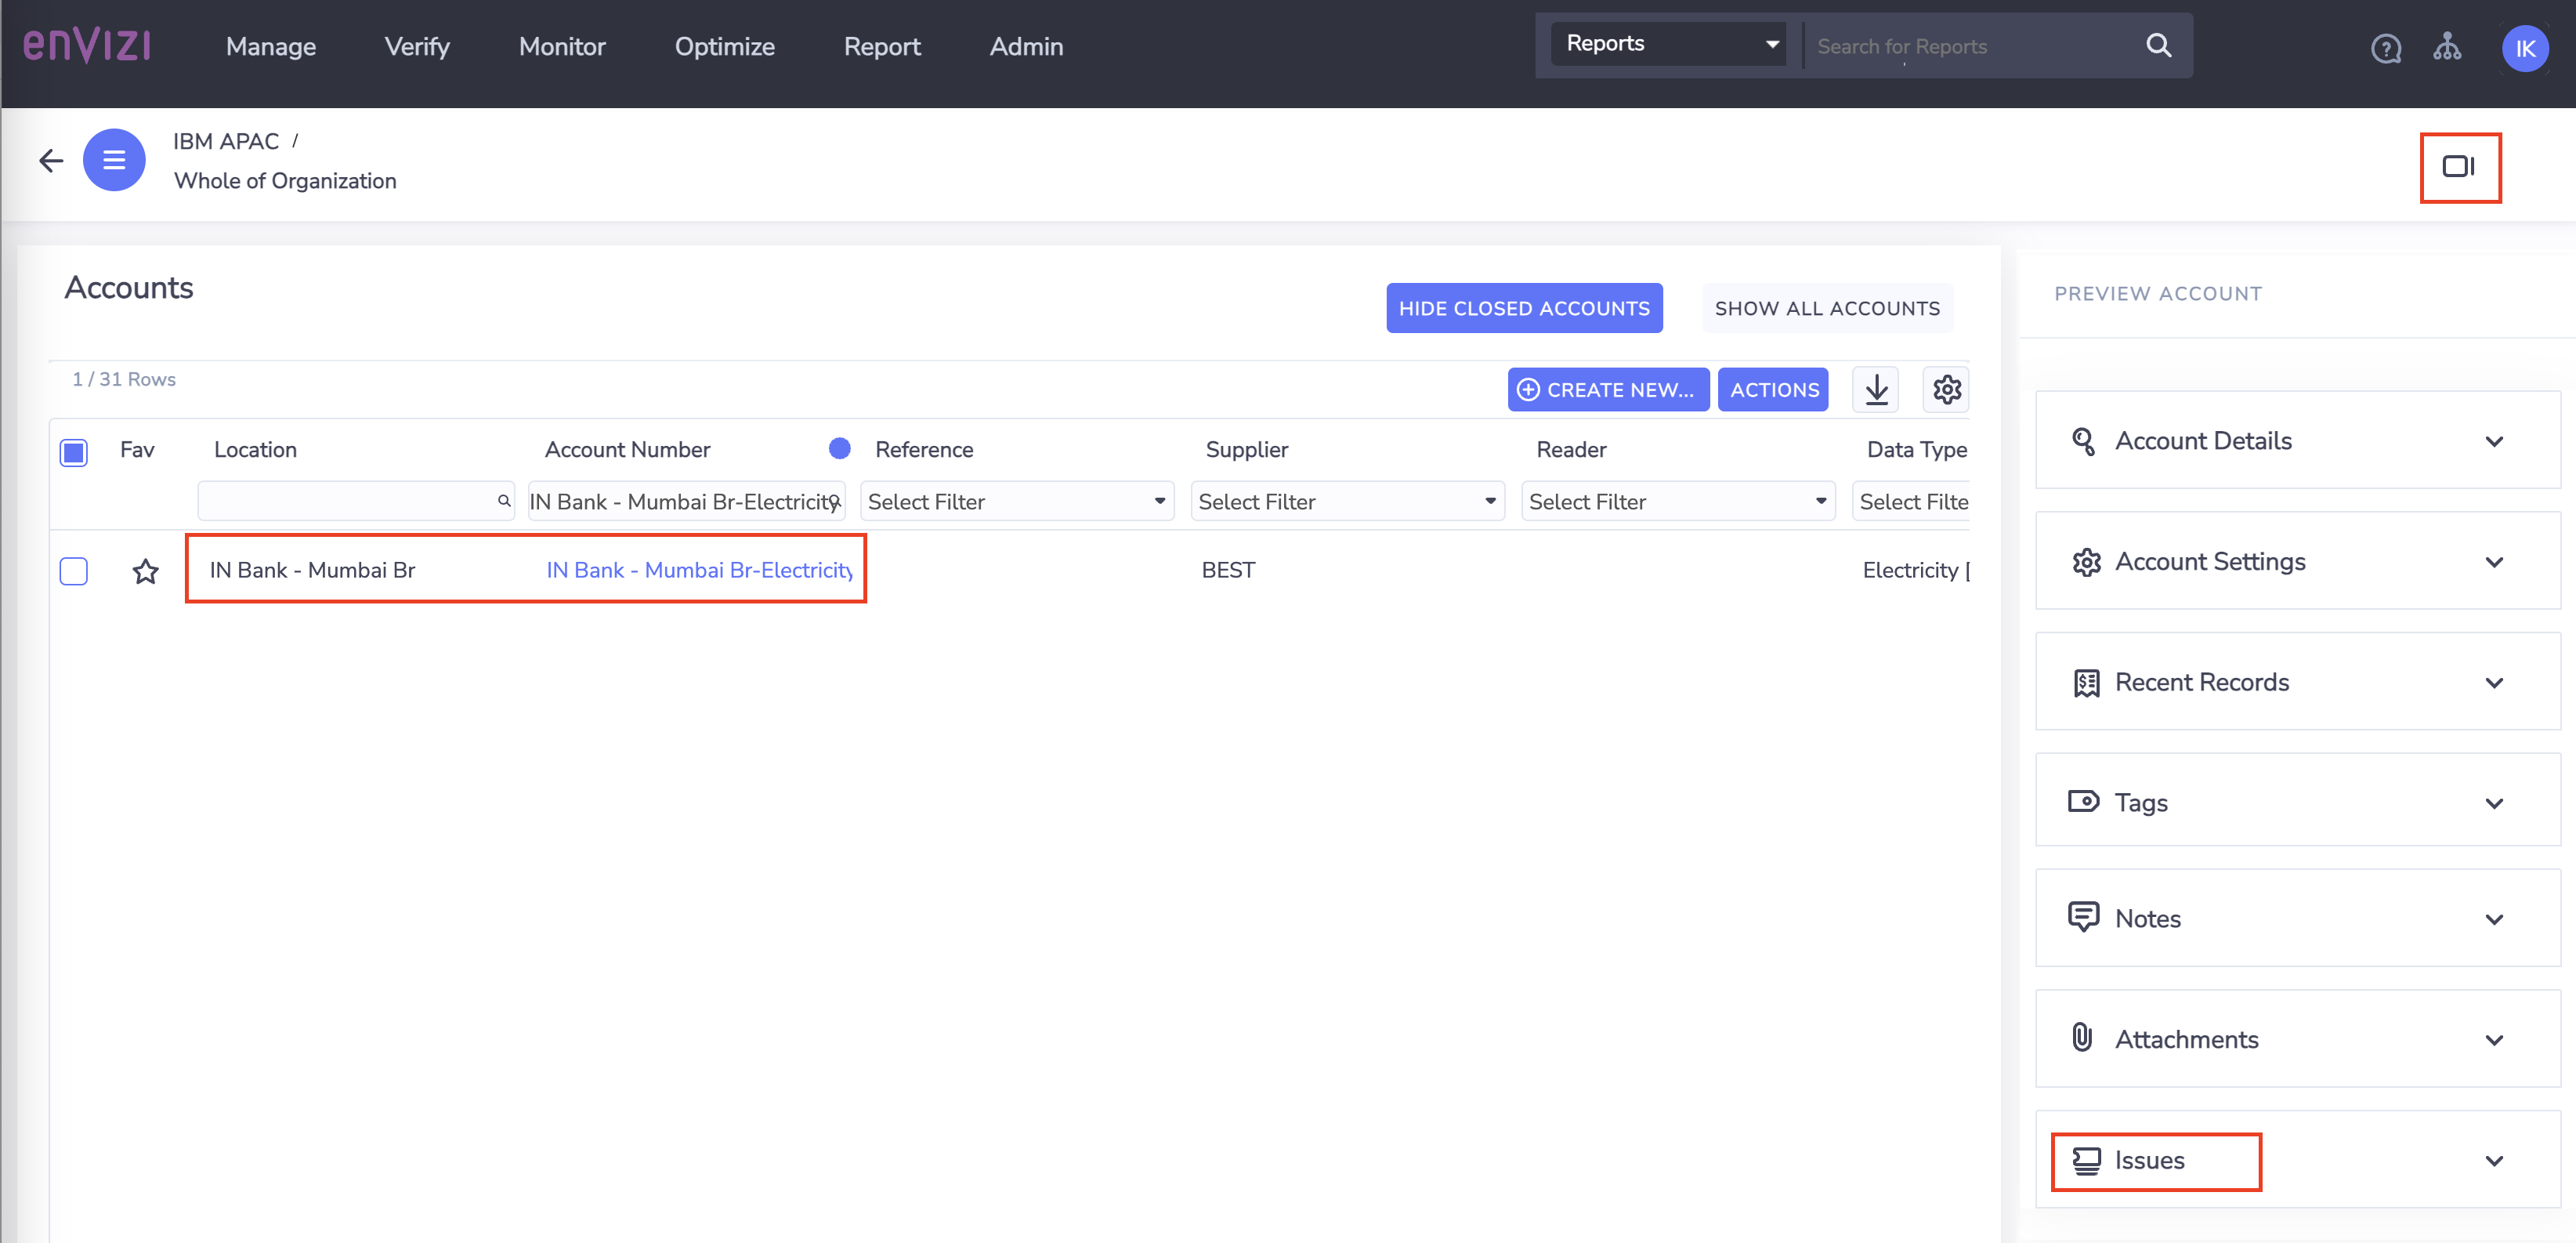 enVizi
Manage Verify Monitor Optimize Report Admin
Reports
Search for Reports
IK
IBM APAC /
Whole of Organization
Accounts
HIDE CLOSED ACCOUNTS
SHOW ALL ACCOUNTS
1 / 31 Rows
CREATE NEW...
ACTIONS
Fav Location Account Number Reference Supplier Reader Data Type
IN Bank - Mumbai Br-Electricity Select Filter Select Filter Select Filter Select Filte
IN Bank - Mumbai Br IN Bank - Mumbai Br-Electricity BEST Electricity [
PREVIEW ACCOUNT
Account Details
Account Settings
Recent Records
Tags
Notes
Attachments
Issues